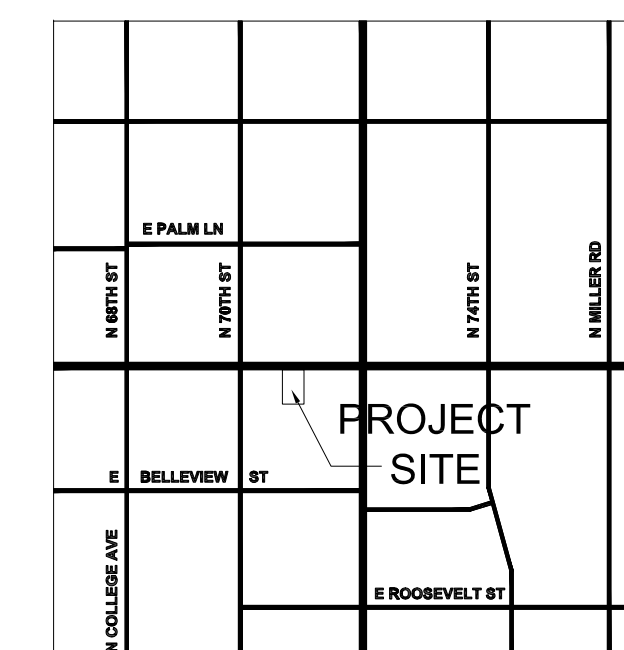 E PALM LN
N 68TH ST
N 70TH ST
N 74TH ST
N MILLER RD
PROJECT
SITE
E BELLEVIEW ST
N COLLEGE AVE
E ROOSEVELT ST